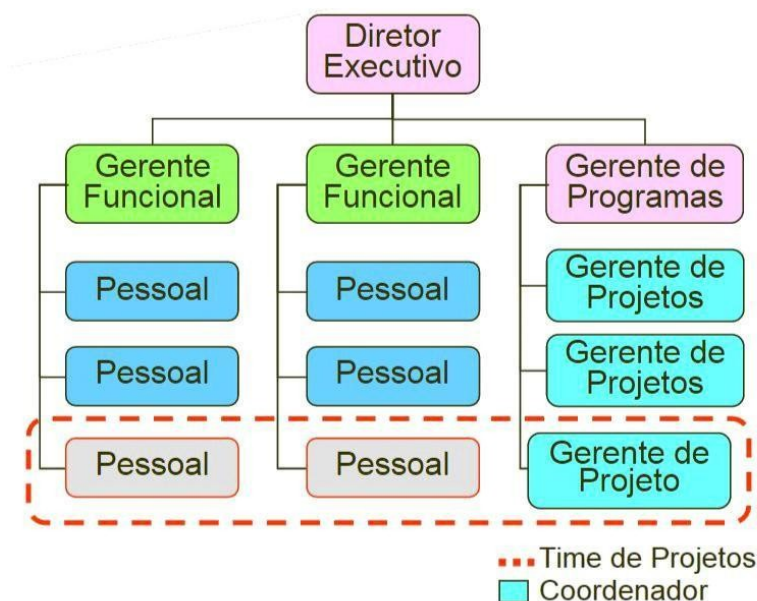 Diretor
Executivo
Gerente
Funcional
Gerente
Funcional
Gerente de
Programas
Pessoal
Pessoal
Gerente de
Projetos
Pessoal
Pessoal
Gerente de
Projetos
Pessoal
Pessoal
Gerente de
Projeto
Time de Projetos
Coordenador